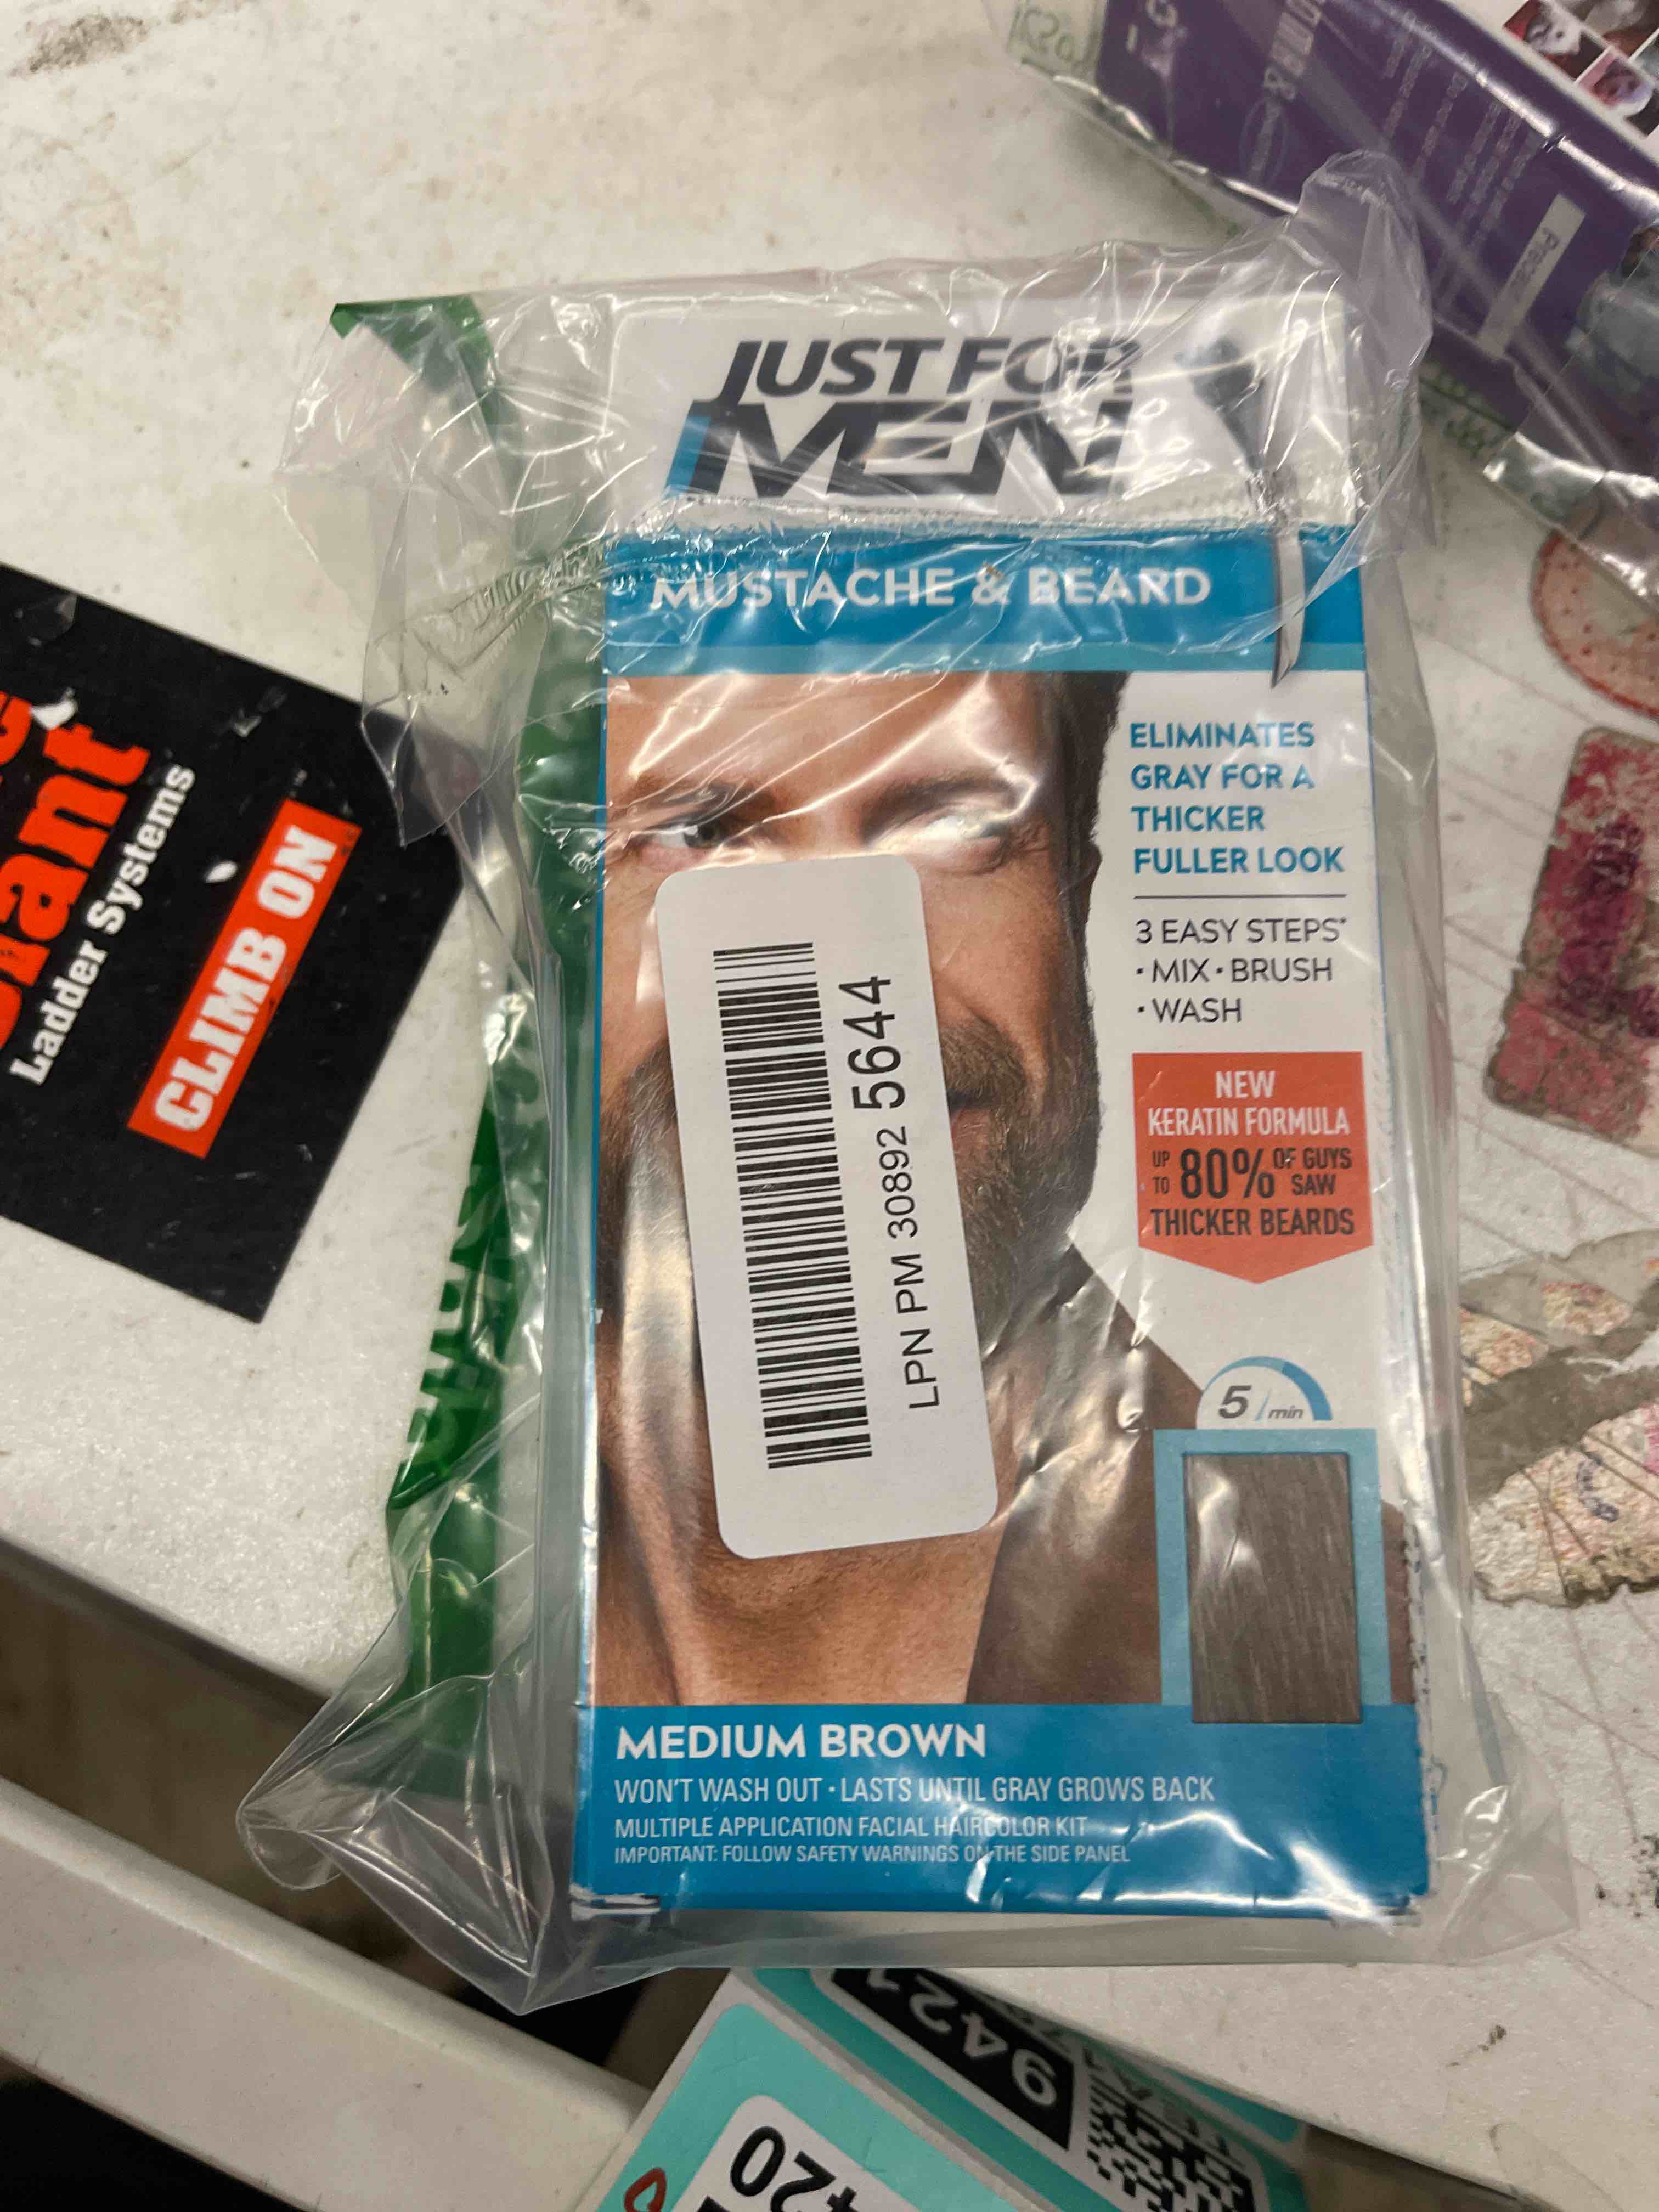 JUST FOR
MEN
MUSTACHE & BEARD
ELIMINATES
GRAY FOR A
THICKER
FULLER LOOK
3 EASY STEPS*
• MIX • BRUSH
• WASH
NEW
KERATIN FORMULA
UP TO 80% OF GUYS SAW
THICKER BEARDS
5 / min
LPN PM 30892 5644
MEDIUM BROWN
WON'T WASH OUT • LASTS UNTIL GRAY GROWS BACK
MULTIPLE APPLICATION FACIAL HAIRCOLOR KIT
IMPORTANT: FOLLOW SAFETY WARNINGS ON THE SIDE PANEL
Ladder Systems
CLIMB ON
9421
420